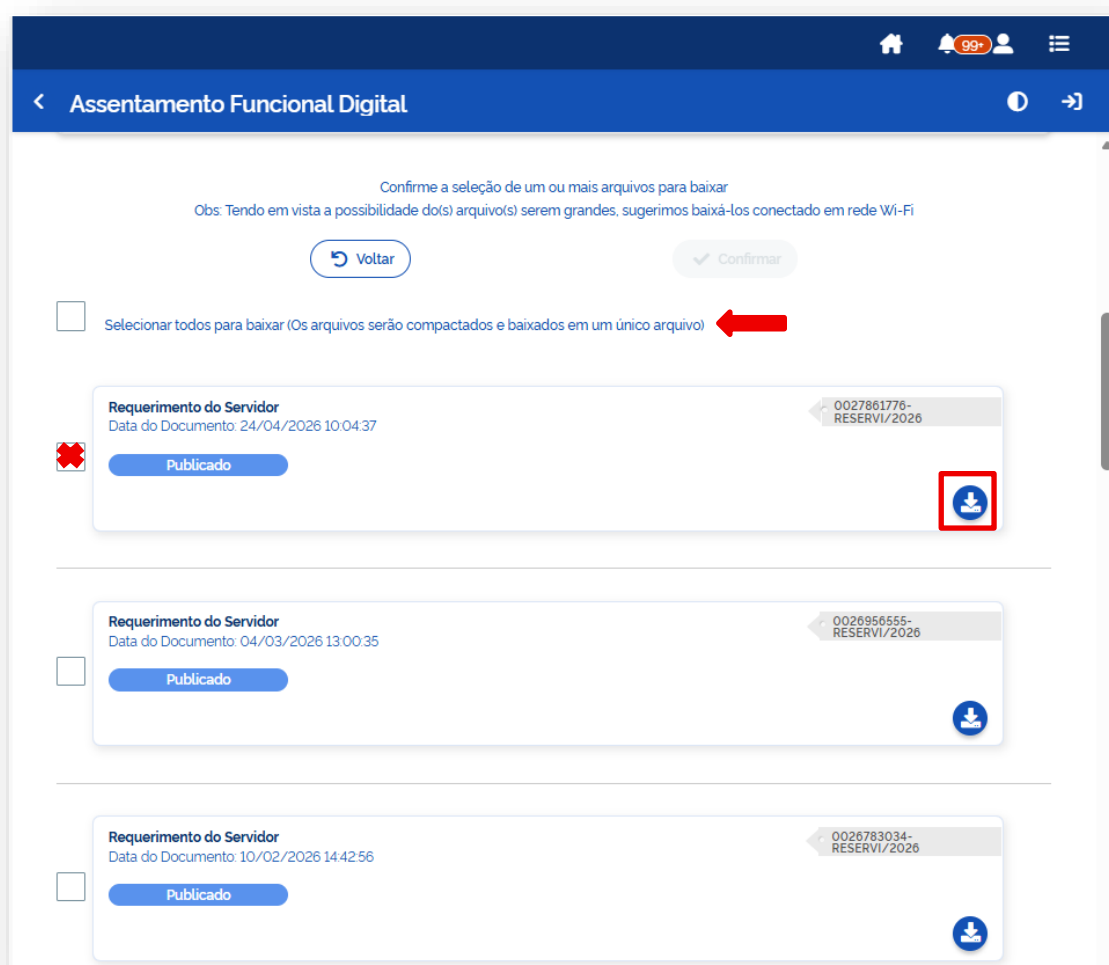 99+
Assentamento Funcional Digital
Confirme a seleção de um ou mais arquivos para baixar
Obs: Tendo em vista a possibilidade do(s) arquivo(s) serem grandes, sugerimos baixá-los conectado em rede Wi-Fi
Voltar
Confirmar
Selecionar todos para baixar (Os arquivos serão compactados e baixados em um único arquivo)
Requerimento do Servidor
Data do Documento: 24/04/2026 10:04:37
0027861776-
RESERVI/2026
Publicado
Requerimento do Servidor
Data do Documento: 04/03/2026 13:00:35
0026956555-
RESERVI/2026
Publicado
Requerimento do Servidor
Data do Documento: 10/02/2026 14:42:56
0026783034-
RESERVI/2026
Publicado